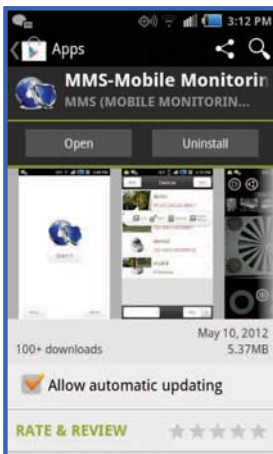 3:12 PM
Apps
MMS-Mobile Monitorin
MMS (MOBILE MONITORIN...
Open
Uninstall
May 10, 2012
100+ downloads
5.37MB
Allow automatic updating
RATE & REVIEW